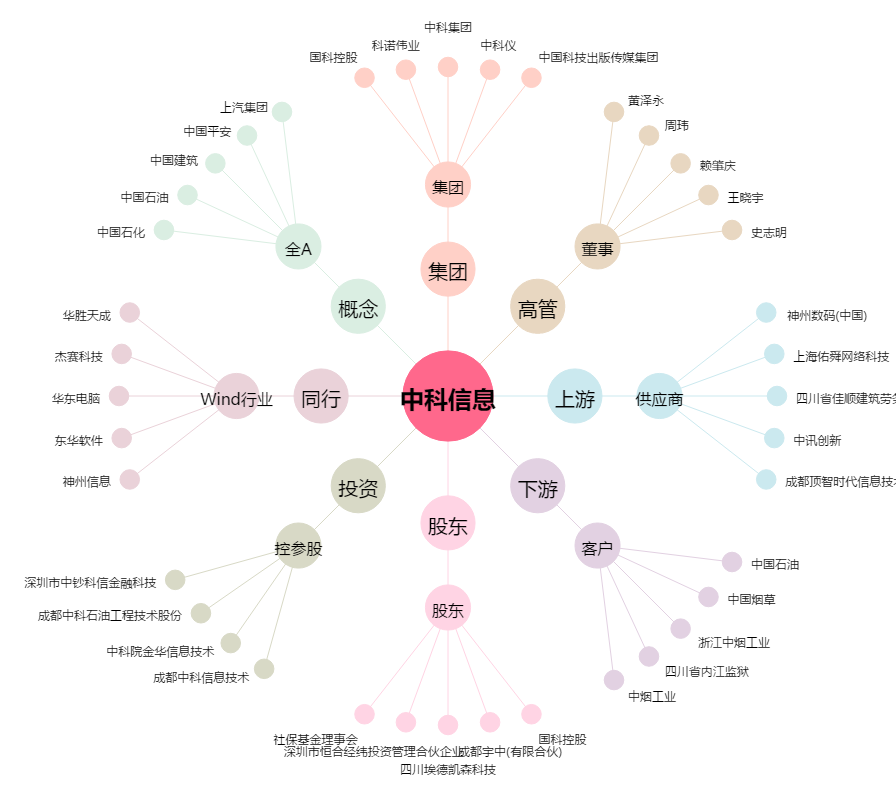 中科集团
科诺伟业
中科仪
国科控股
中国科技出版传媒集团
上汽集团
黄泽永
中国平安
周玮
中国建筑
赖肇庆
集团
中国石油
王晓宇
中国石化
史志明
全A
董事
集团
概念
高管
华胜天成
神州数码(中国)
杰赛科技
上海佑舜网络科技
华东电脑
Wind行业
同行
中科信息
上游
供应商
四川省佳顺建筑劳务
东华软件
中讯创新
神州信息
成都顶智时代信息技术
投资
下游
股东
控参股
客户
中国石油
深圳市中钞科信金融科技
中国烟草
成都中科石油工程技术股份
股东
浙江中烟工业
中科院金华信息技术
四川省内江监狱
成都中科信息技术
中烟工业
社保基金理事会
国科控股
深圳市恒合经纬投资管理合伙企业
成都宇中(有限合伙)
四川埃德凯森科技